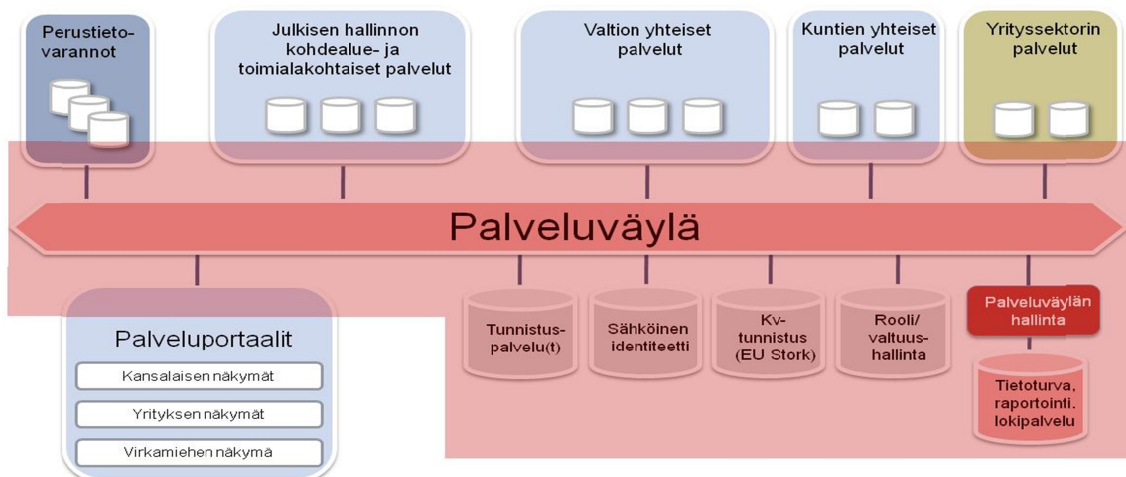 Perustieto-
varannot
Julkisen hallinnon
kohdealue- ja
toimialakohtaiset palvelut
Valtion yhteiset
palvelut
Kuntien yhteiset
palvelut
Yrityssektorin
palvelut
Palveluväylä
Palveluportaalit
Kansalaisen näkymät
Yrityksen näkymät
Virkamiehen näkymä
Tunnistus-
palvelu(t)
Sähköinen
identiteetti
Kv-
tunnistus
(EU Stork)
Rooli/
valtuus-
hallinta
Palveluväylän
hallinta
Tietoturva,
raportointi.
lokipalvelu